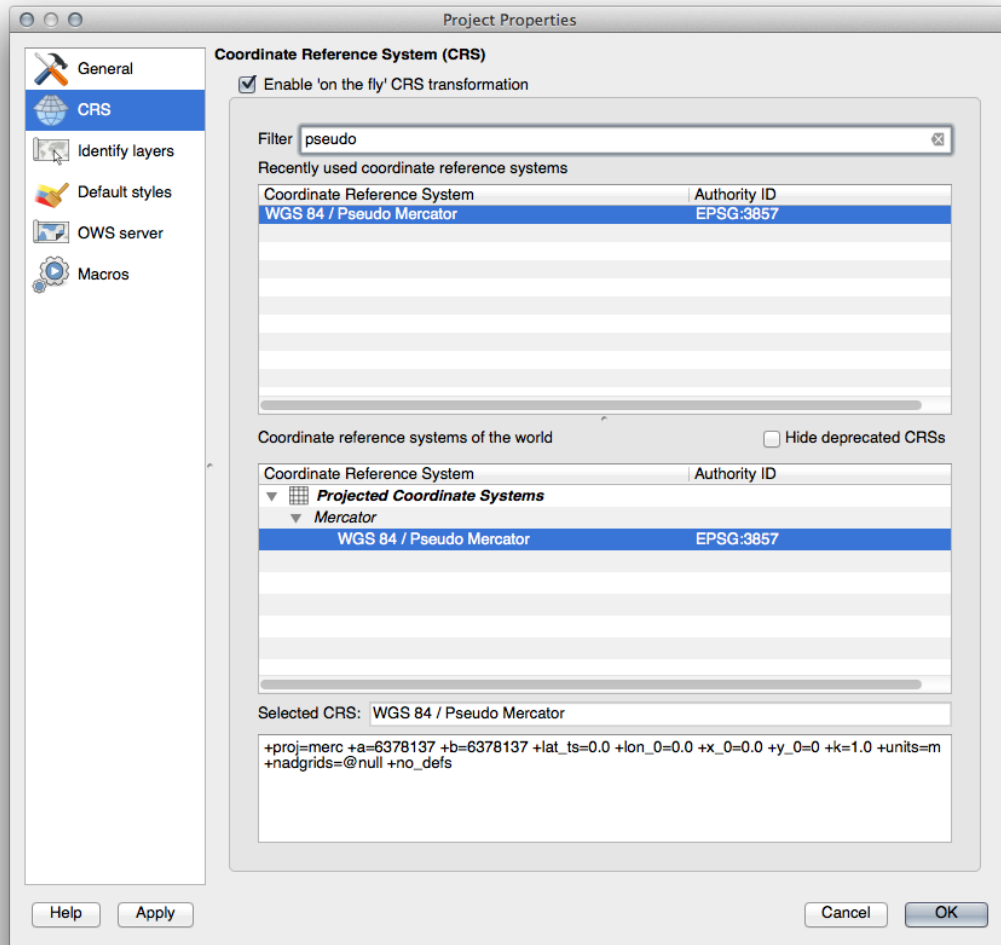 Project Properties
General
CRS
Identify layers
Default styles
OWS server
Macros
Coordinate Reference System (CRS)
Enable 'on the fly' CRS transformation
Filter pseudo
Recently used coordinate reference systems
Coordinate Reference System Authority ID
WGS 84 / Pseudo Mercator EPSG:3857
Coordinate reference systems of the world Hide deprecated CRSs
Coordinate Reference System Authority ID
Projected Coordinate Systems
Mercator
WGS 84 / Pseudo Mercator EPSG:3857
Selected CRS: WGS 84 / Pseudo Mercator
+proj=merc +a=6378137 +b=6378137 +lat_ts=0.0 +lon_0=0.0 +x_0=0.0 +y_0=0 +k=1.0 +units=m
+nadgrids=@null +no_defs
Help Apply Cancel OK